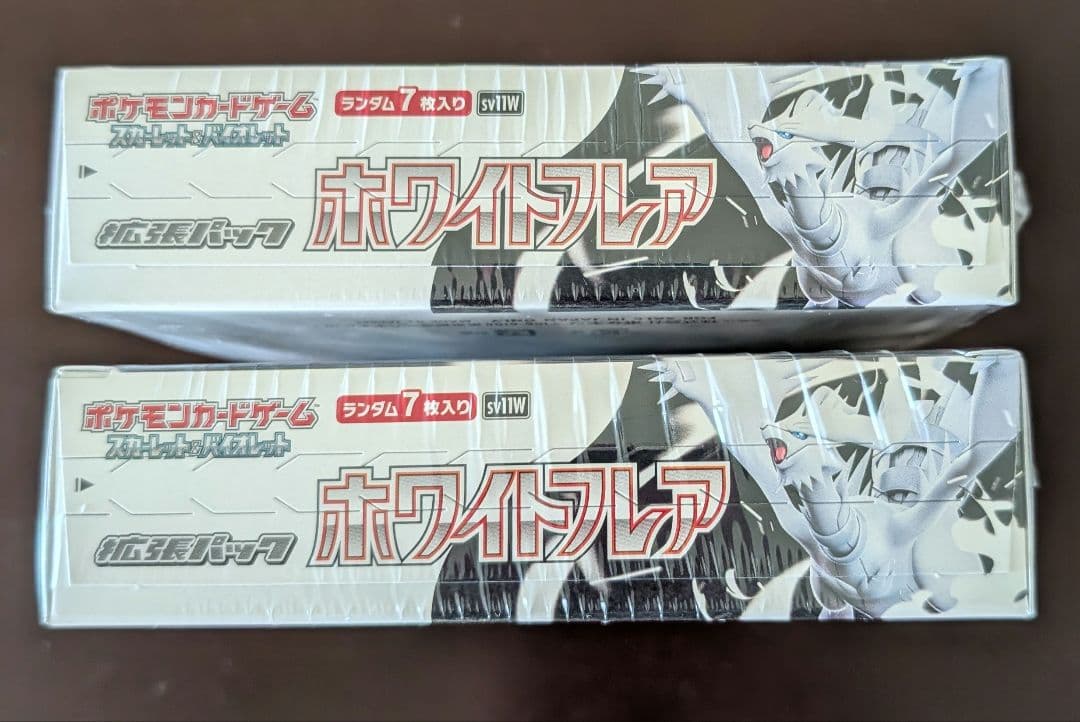 ポケモンカードゲーム
スカーレット&バイオレット
ランダム7枚入り
sv11W
拡張パック
ホワイトフレア
ポケモンカードゲーム
スカーレット&バイオレット
ランダム7枚入り
sv11W
拡張パック
ホワイトフレア